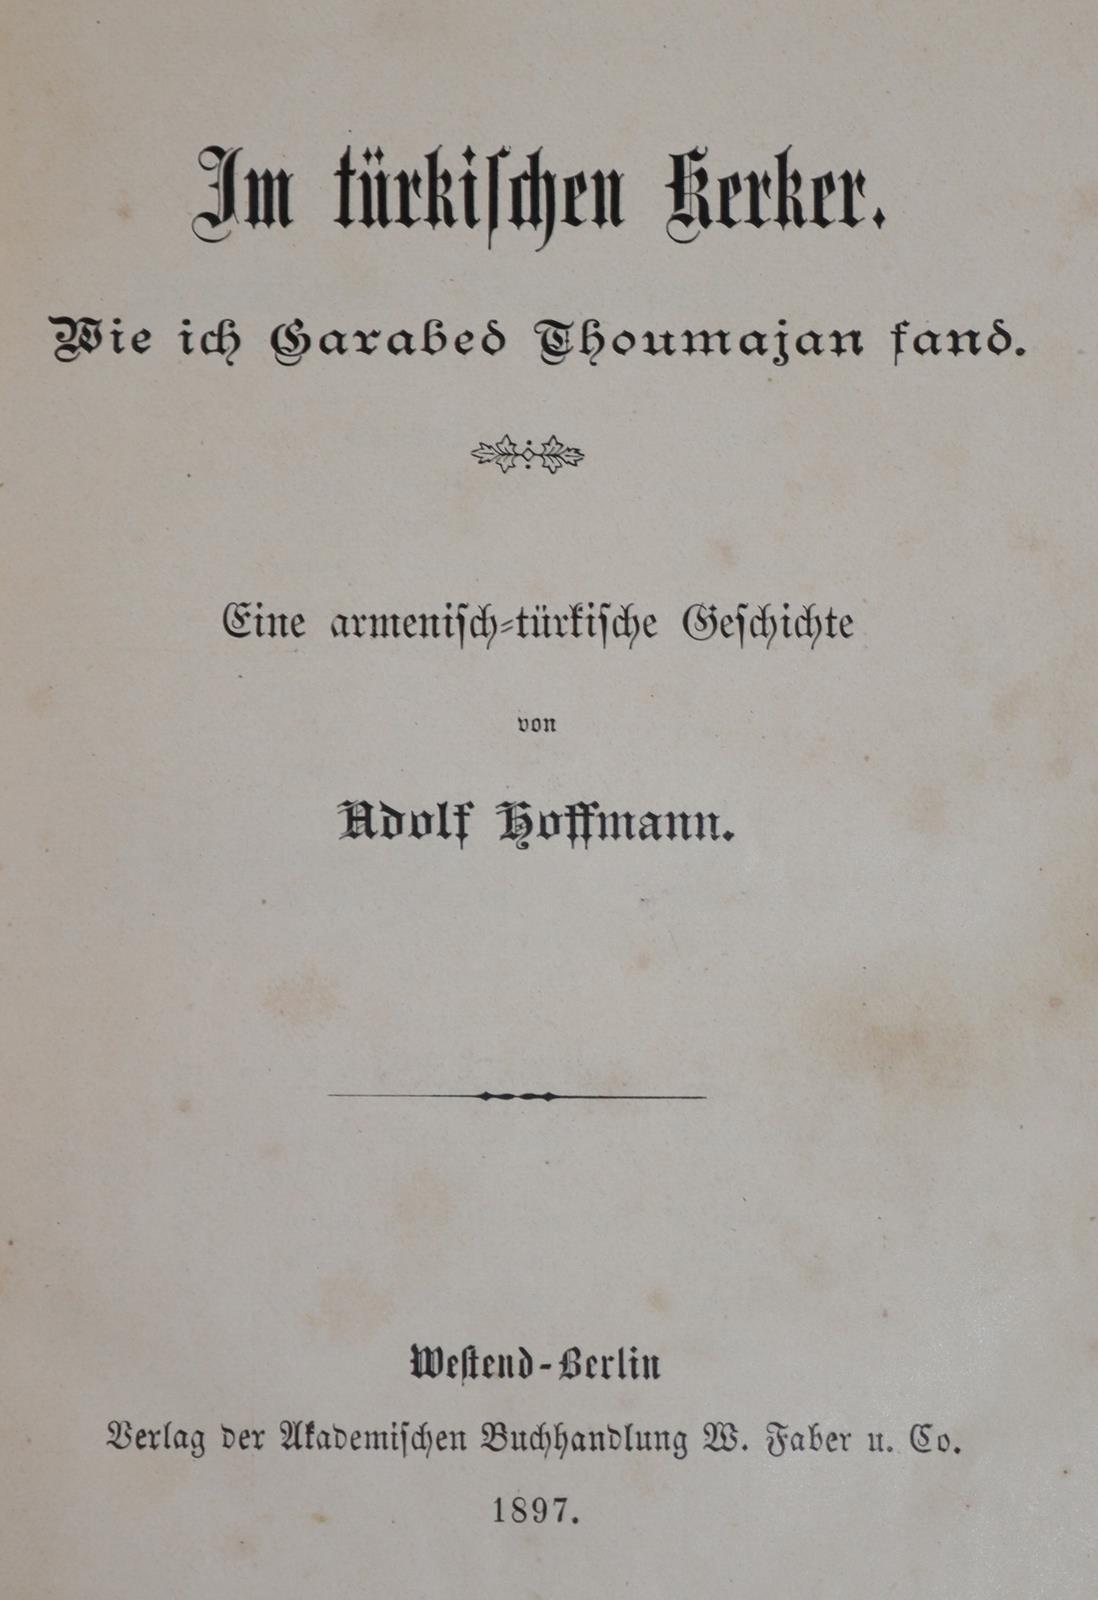 Im türkiſchen Kerker.
Wie ich Garabed Thoumajan fand.
Eine armeniſch-türkiſche Geſchichte
von
Adolf Hoffmann.
Weſtend-Berlin
Verlag der Akademiſchen Buchhandlung W. Faber u. Co.
1897.